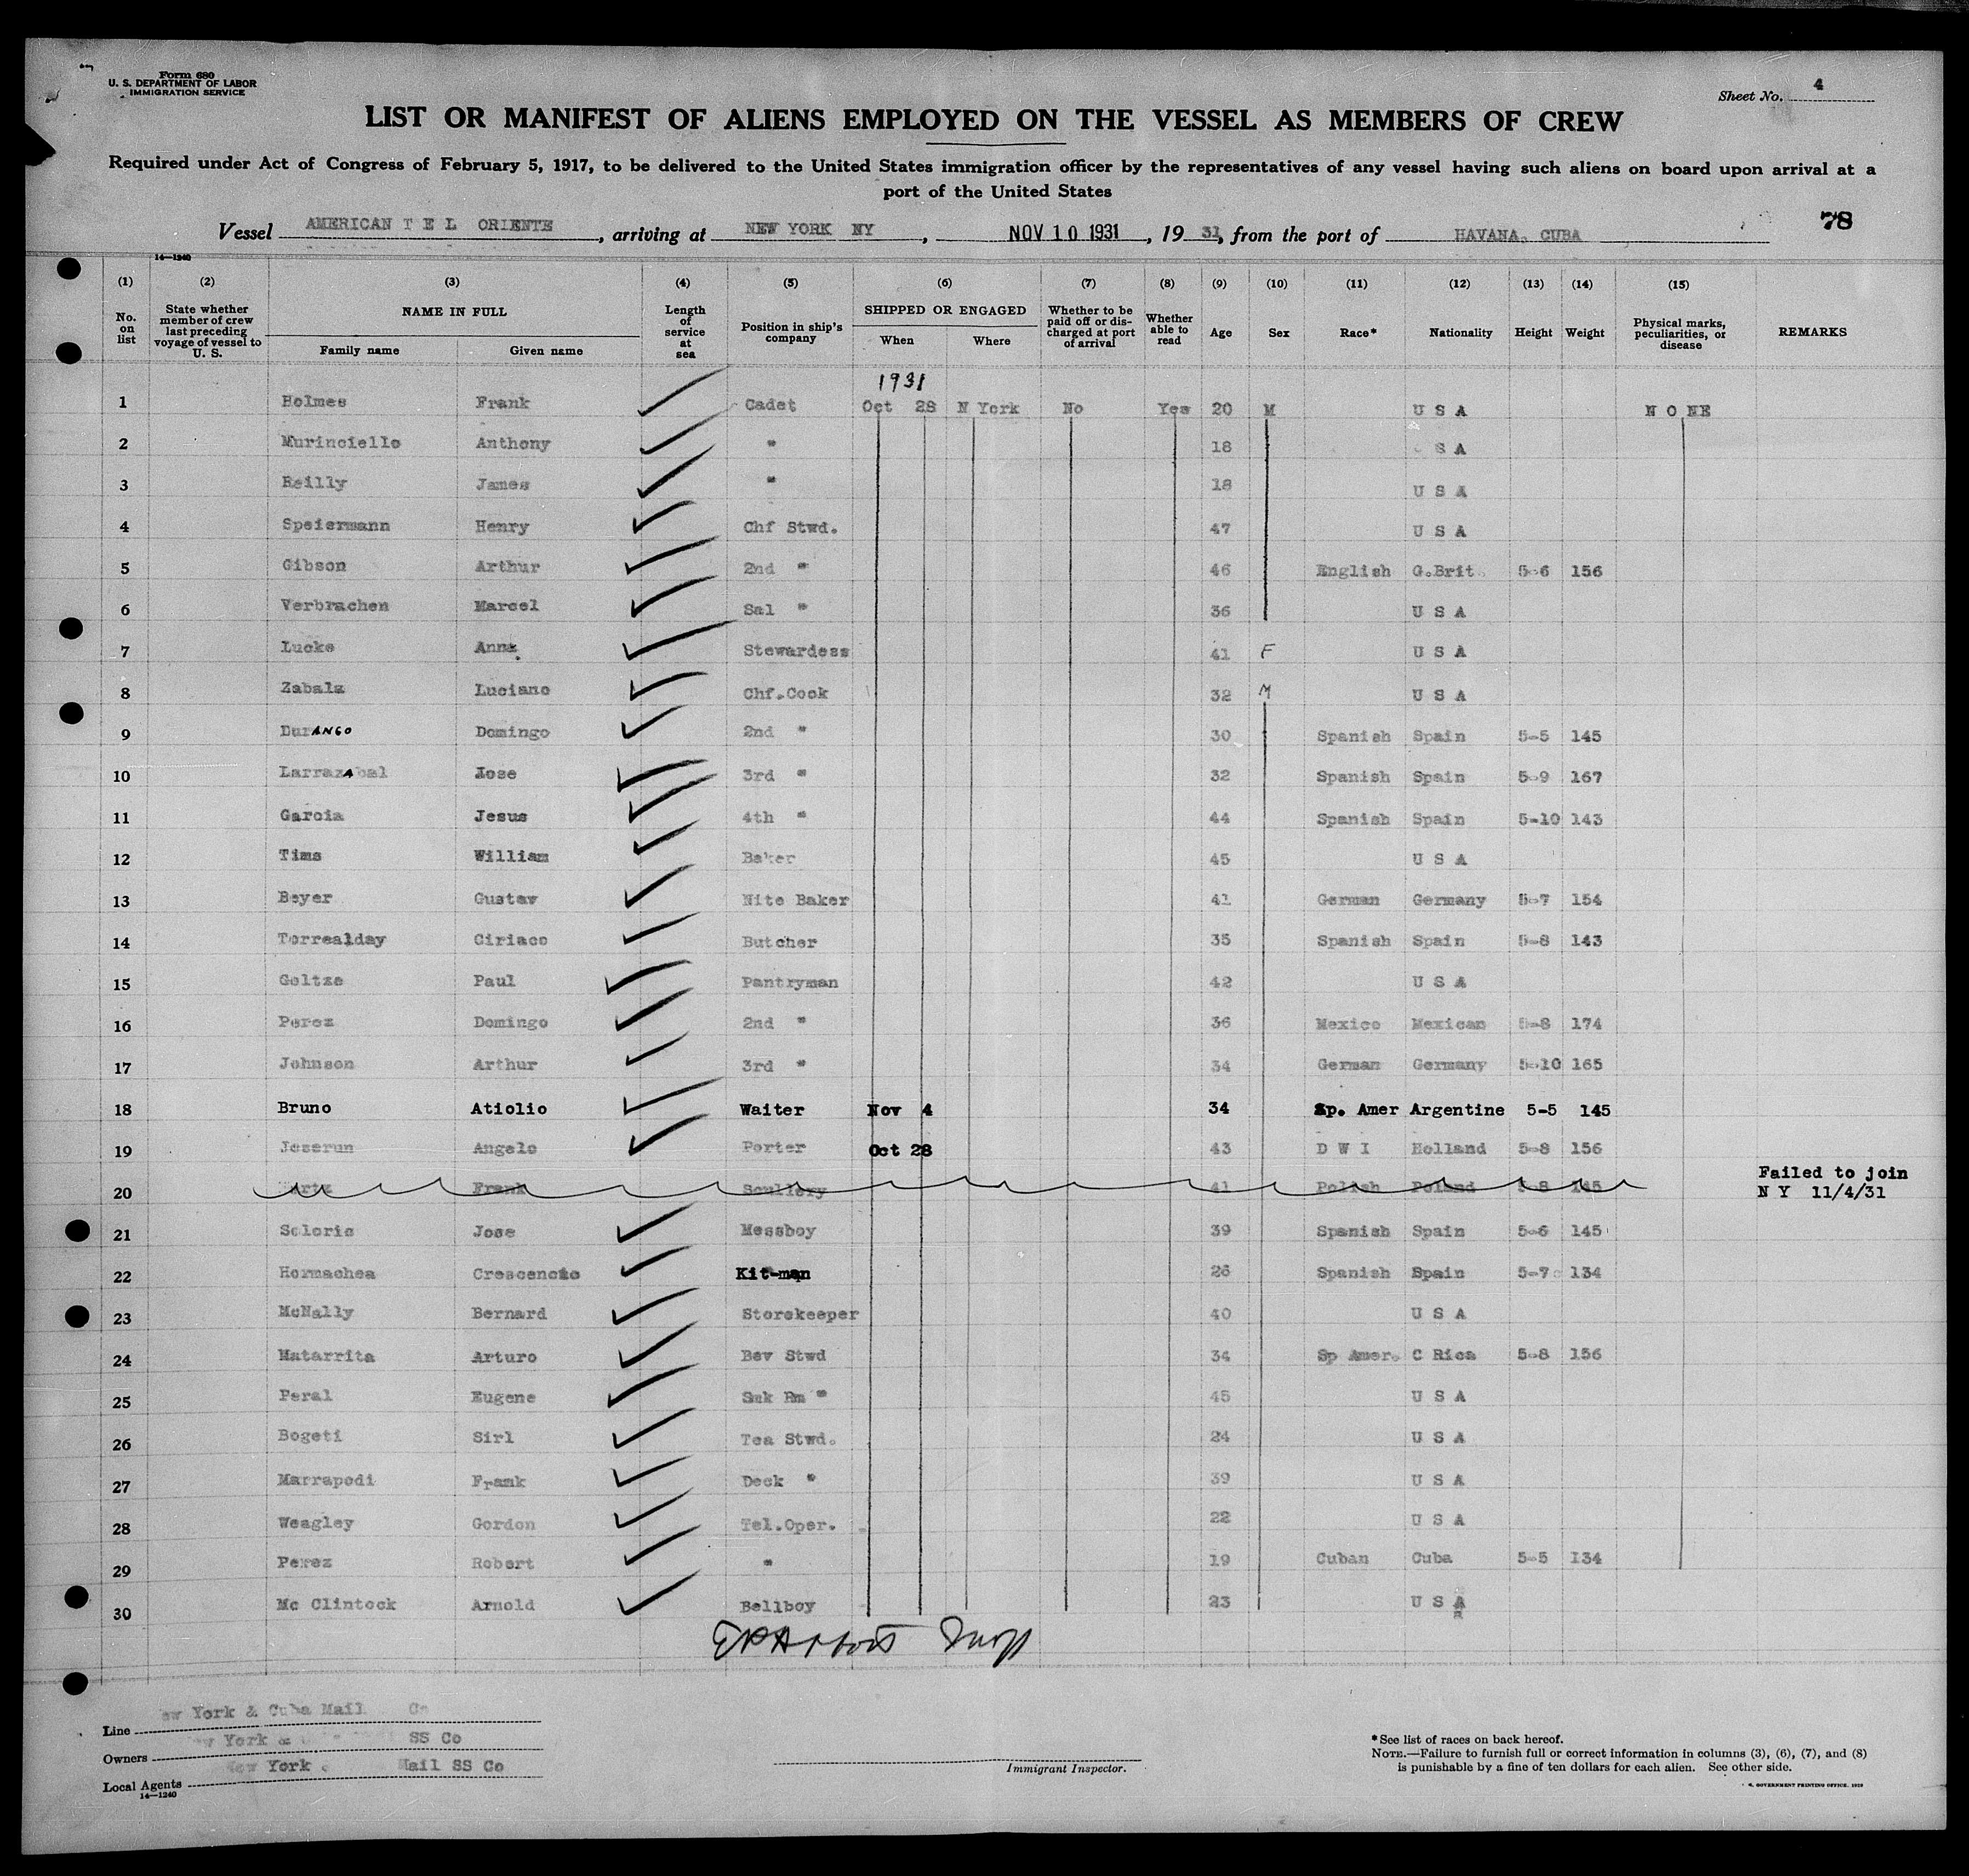 Form 680
U. S. DEPARTMENT OF LABOR
IMMIGRATION SERVICE
Sheet No. 4
LIST OR MANIFEST OF ALIENS EMPLOYED ON THE VESSEL AS MEMBERS OF CREW
Required under Act of Congress of February 5, 1917, to be delivered to the United States immigration officer by the representatives of any vessel having such aliens on board upon arrival at a
port of the United States
78
Vessel AMERICAN T E L ORIENTE, arriving at NEW YORK NY, NOV 10 1931, 19 31, from the port of HAVANA, CUBA
14—1240
(1) (2) (3) (4) (5) (6) (7) (8) (9) (10) (11) (12) (13) (14) (15)
No. on list | State whether member of crew last preceding voyage of vessel to U. S. | NAME IN FULL | Family name | Given name | Length of service at sea | Position in ship's company | SHIPPED OR ENGAGED | When | Where | Whether to be paid off or discharged at port of arrival | Whether able to read | Age | Sex | Race* | Nationality | Height | Weight | Physical marks, peculiarities, or disease | REMARKS
1931
1 Holmes Frank Cadet Oct 28 N York No Yes 20 M U S A N O N E
2 Murinciello Anthony " 18 S A
3 Reilly James " 18 U S A
4 Speiermann Henry Chf Stwd. 47 U S A
5 Gibson Arthur 2nd " 46 English G.Brit. 5-6 156
6 Verbrachen Marcel Sal " 36 U S A
7 Lucke Anna Stewardess 41 F U S A
8 Zabala Luciano Chf.Cook 32 M U S A
9 DurANGO Domingo 2nd " 30 Spanish Spain 5-5 145
10 LarrazAbal Jose 3rd " 32 Spanish Spain 5-9 167
11 Garcia Jesus 4th " 44 Spanish Spain 5-10 143
12 Tims William Baker 45 U S A
13 Beyer Gustav Nite Baker 41 German Germany 5-7 154
14 Torrealday Ciriaco Butcher 35 Spanish Spain 5-8 143
15 Goltze Paul Pantryman 42 U S A
16 Perez Domingo 2nd " 36 Mexico Mexican 5-8 174
17 Johnson Arthur 3rd " 34 German Germany 5-10 165
18 Bruno Atiolio Waiter Nov 4 34 Sp. Amer Argentine 5-5 145
19 Jeserun Angelo Porter Oct 28 43 D W I Holland 5-8 156
20 Frank Scullery 41 Polish Poland 5-8 145 Failed to join
N Y 11/4/31
21 Soloris Jose Messboy 39 Spanish Spain 5-6 145
22 Hormachea Crescencio Kit-man 26 Spanish Spain 5-7 134
23 McNally Bernard Storekeeper 40 U S A
24 Matarrita Arturo Bev Stwd 34 Sp Amer. C Rica 5-8 156
25 Peral Eugene Smk Rm " 45 U S A
26 Bogeti Sirl Tea Stwd. 24 U S A
27 Marrapodi Frank Deck " 39 U S A
28 Weagley Gordon Tel.Oper. 22 U S A
29 Perez Robert " 19 Cuban Cuba 5-5 134
30 Mc Clintock Arnold Bellboy 23 U S A
Line ew York & Cuba Mail Co
Owners w York & SS Co
Local Agents New York Mail SS Co
14—1240
Immigrant Inspector.
*See list of races on back hereof.
NOTE.—Failure to furnish full or correct information in columns (3), (6), (7), and (8)
is punishable by a fine of ten dollars for each alien. See other side.
GOVERNMENT PRINTING OFFICE